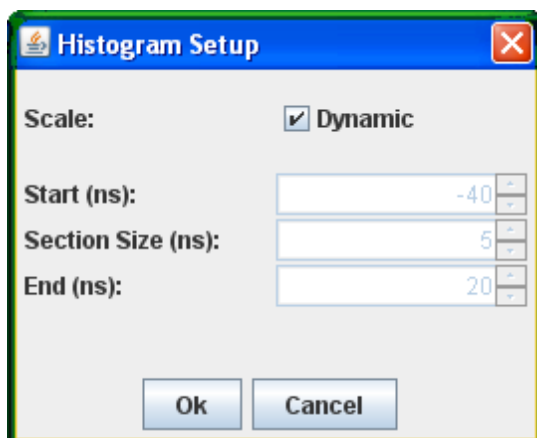 Histogram Setup
Scale: Dynamic
Start (ns): -40
Section Size (ns): 5
End (ns): 20
Ok Cancel